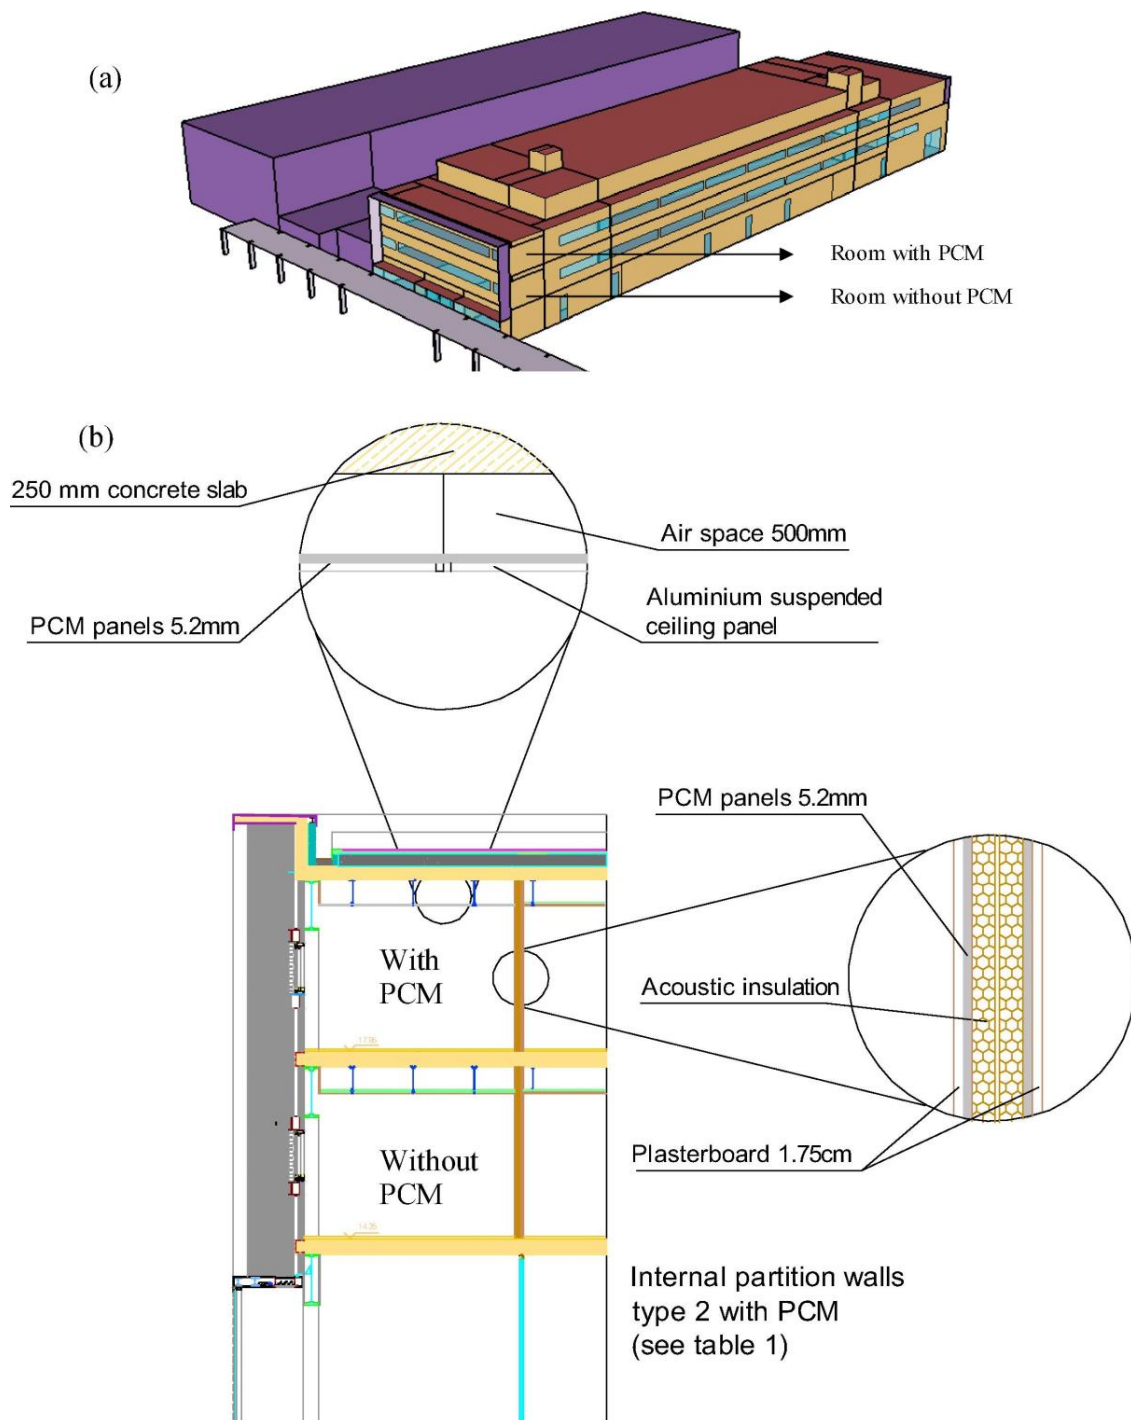 (a)
Room with PCM
Room without PCM
(b)
250 mm concrete slab
Air space 500mm
PCM panels 5.2mm
Aluminium suspended
ceiling panel
PCM panels 5.2mm
With
PCM
Acoustic insulation
Without
PCM
Plasterboard 1.75cm
Internal partition walls
type 2 with PCM
(see table 1)